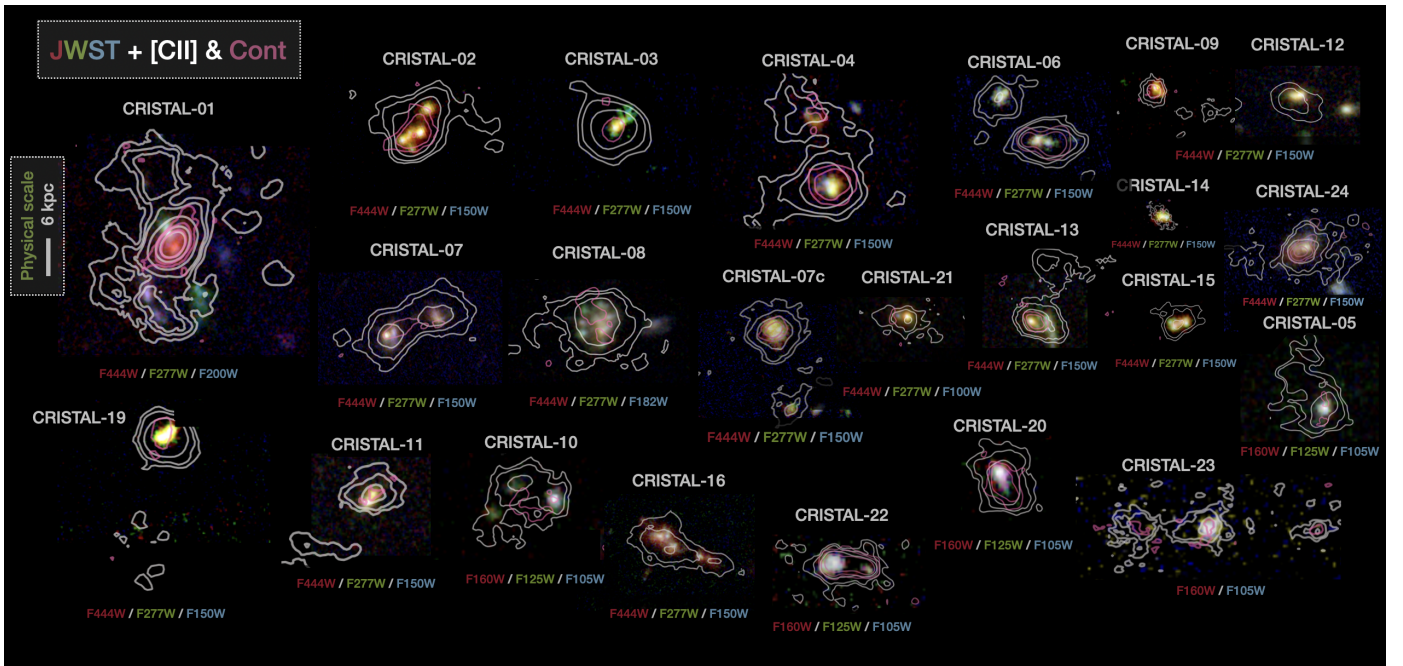 JWST + [CII] & Cont
Physical scale
6 kpc
CRISTAL-01
F444W / F277W / F200W
CRISTAL-02
F444W / F277W / F150W
CRISTAL-03
F444W / F277W / F150W
CRISTAL-04
F444W / F277W / F150W
CRISTAL-06
F444W / F277W / F150W
CRISTAL-09
CRISTAL-12
F444W / F277W / F150W
CRISTAL-07
F444W / F277W / F150W
CRISTAL-08
F444W / F277W / F182W
CRISTAL-07c
F444W / F277W / F150W
CRISTAL-21
F444W / F277W / F100W
CRISTAL-13
F444W / F277W / F150W
CRISTAL-14
F444W / F277W / F150W
CRISTAL-15
F444W / F277W / F150W
CRISTAL-24
F444W / F277W / F150W
CRISTAL-05
F160W / F125W / F105W
CRISTAL-19
F444W / F277W / F150W
CRISTAL-11
F444W / F277W / F150W
CRISTAL-10
F160W / F125W / F105W
CRISTAL-16
F444W / F277W / F150W
CRISTAL-22
F160W / F125W / F105W
CRISTAL-20
F160W / F125W / F105W
CRISTAL-23
F160W / F105W